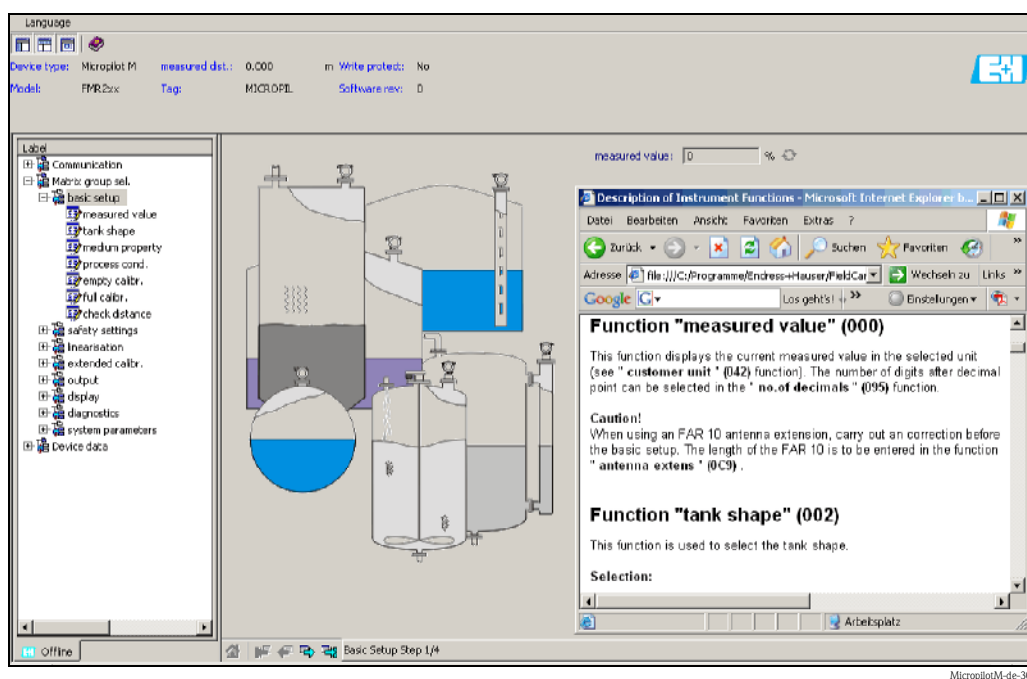 Language
Device type: Micropilot M measured dist.: 0.000 m Write protect: No
Model: FMR2xx Tag: MICROPIL Software rev: 0
E+H
Label
Communication
Matrix group sel.
basic setup
measured value
tank shape
medium property
process cond.
empty calibr.
full calibr.
check distance
safety settings
linearisation
extended calibr.
output
display
diagnostics
system parameters
Device data
Offline
measured value: 0 %
Description of Instrument Functions - Microsoft Internet Explorer b...
Datei Bearbeiten Ansicht Favoriten Extras ?
Zurück Suchen Favoriten »
Adresse file:///C:/Programme/Endress+Hauser/FieldCar Wechseln zu Links »
Google G Los geht's! » Einstellungen
Function "measured value" (000)
This function displays the current measured value in the selected unit
(see " customer unit " (042) function). The number of digits after decimal
point can be selected in the " no.of decimals " (095) function.
Caution!
When using an FAR 10 antenna extension, carry out an correction before
the basic setup. The length of the FAR 10 is to be entered in the function
" antenna extens " (0C9) .
Function "tank shape" (002)
This function is used to select the tank shape.
Selection:
Arbeitsplatz
Basic Setup Step 1/4